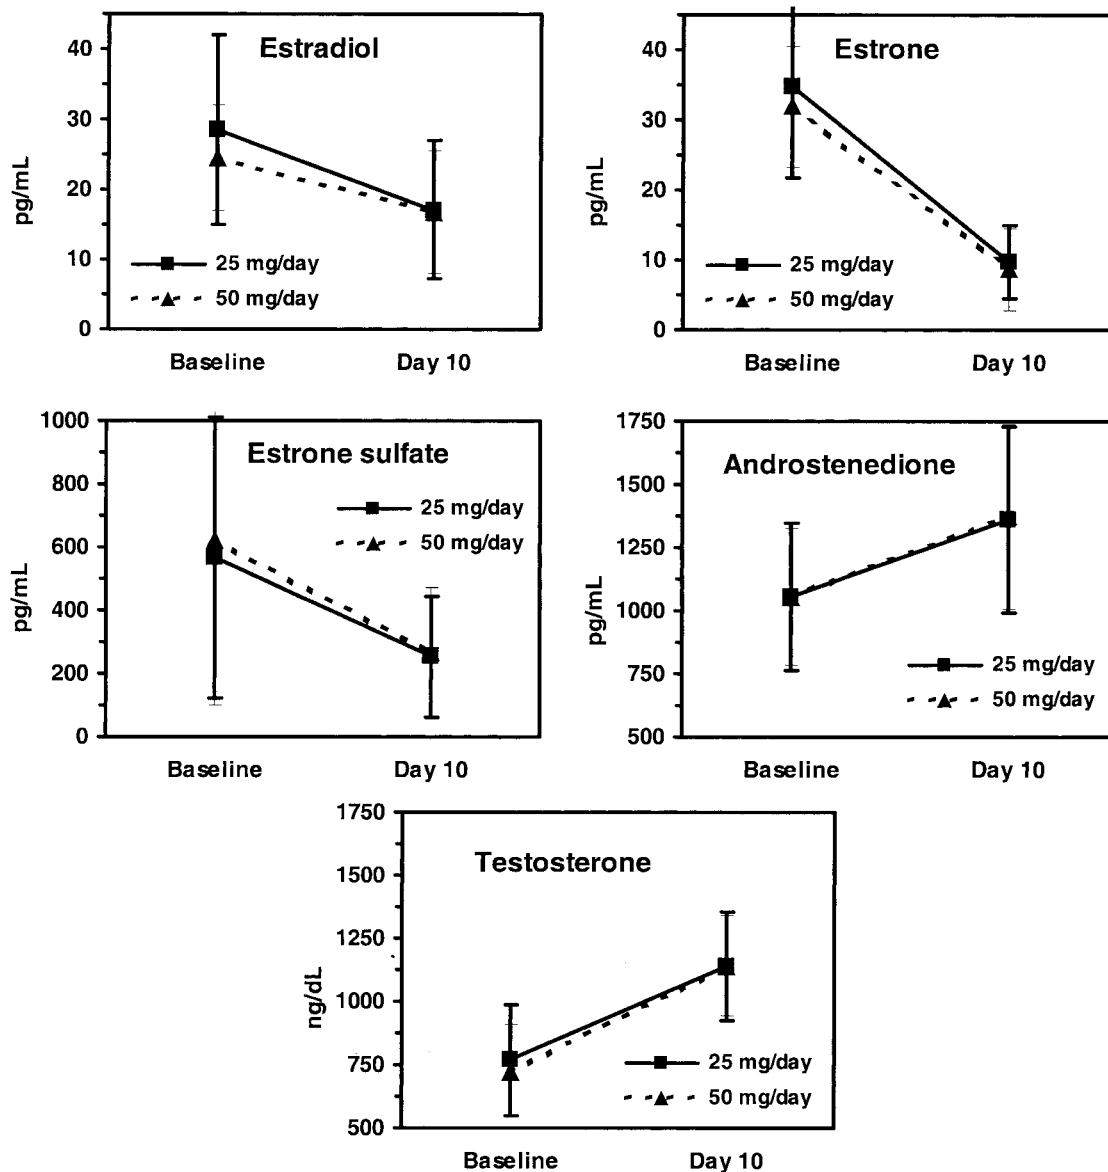 Estradiol
40
30
20
10
0
pg/mL
25 mg/day
50 mg/day
Baseline Day 10
Estrone
40
30
20
10
0
pg/mL
25 mg/day
50 mg/day
Baseline Day 10
Estrone sulfate
1000
800
600
400
200
0
pg/mL
25 mg/day
50 mg/day
Baseline Day 10
Androstenedione
1750
1500
1250
1000
750
500
pg/mL
25 mg/day
50 mg/day
Baseline Day 10
Testosterone
1750
1500
1250
1000
750
500
ng/dL
25 mg/day
50 mg/day
Baseline Day 10